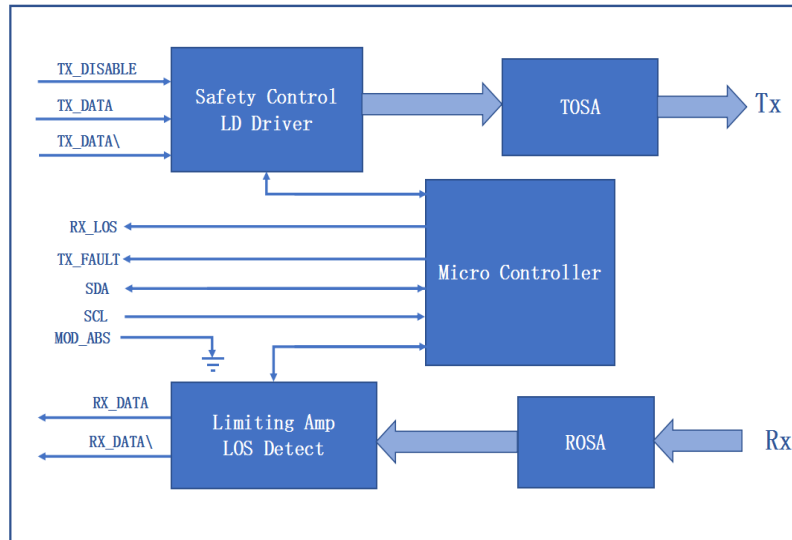 TX_DISABLE
TX_DATA
TX_DATA\
Safety Control
LD Driver
TOSA
Tx
RX_LOS
TX_FAULT
SDA
SCL
MOD_ABS
Micro Controller
RX_DATA
RX_DATA\
Limiting Amp
LOS Detect
ROSA
Rx